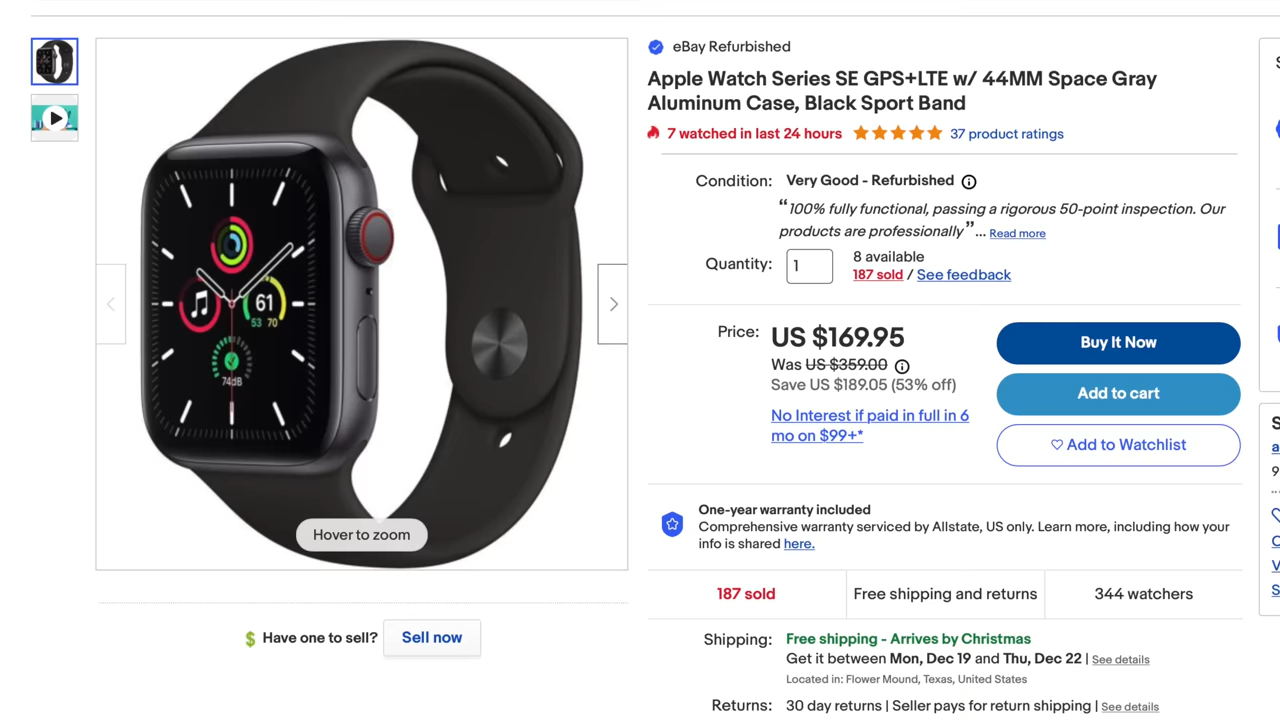 eBay Refurbished
Apple Watch Series SE GPS+LTE w/ 44MM Space Gray
Aluminum Case, Black Sport Band
7 watched in last 24 hours
37 product ratings
Condition:
Very Good - Refurbished
“100% fully functional, passing a rigorous 50-point inspection. Our
products are professionally”... Read more
Quantity:
1
8 available
187 sold / See feedback
Price:
US $169.95
Was US $359.00
Save US $189.05 (53% off)
No Interest if paid in full in 6
mo on $99+*
Buy It Now
Add to cart
Add to Watchlist
61
53 70
74dB
Hover to zoom
One-year warranty included
Comprehensive warranty serviced by Allstate, US only. Learn more, including how your
info is shared here.
187 sold
Free shipping and returns
344 watchers
Have one to sell?
Sell now
Shipping:
Free shipping - Arrives by Christmas
Get it between Mon, Dec 19 and Thu, Dec 22 | See details
Located in: Flower Mound, Texas, United States
Returns:
30 day returns | Seller pays for return shipping | See details